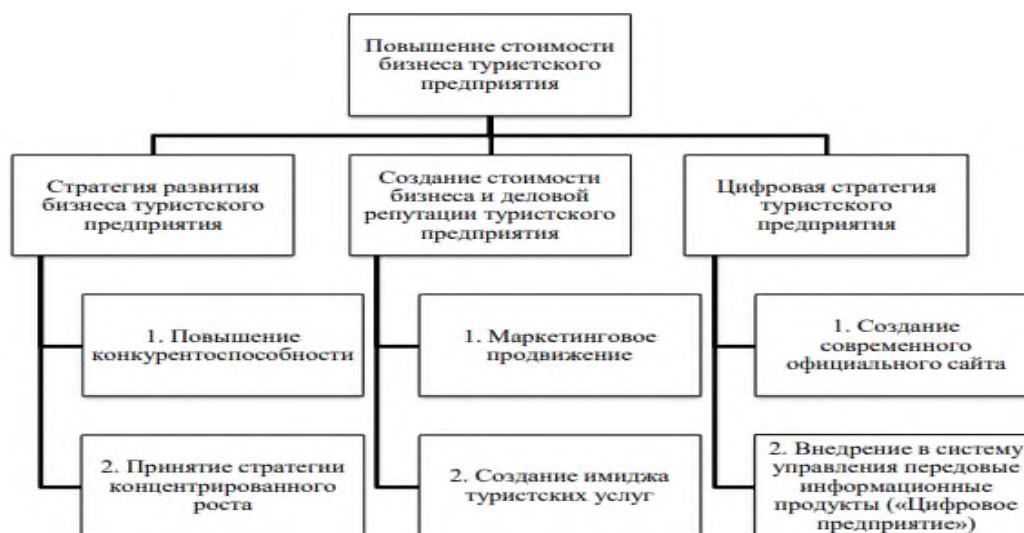 Повышение стоимости
бизнеса туристского
предприятия
Стратегия развития
бизнеса туристского
предприятия
Создание стоимости
бизнеса и деловой
репутации туристского
предприятия
Цифровая стратегия
туристского
предприятия
1. Повышение
конкурентоспособности
1. Маркетинговое
продвижение
1. Создание
современного
официального сайта
2. Принятие стратегии
концентрированного
роста
2. Создание имиджа
туристских услуг
2. Внедрение в систему
управления передовые
информационные
продукты («Цифровое
предприятие»)